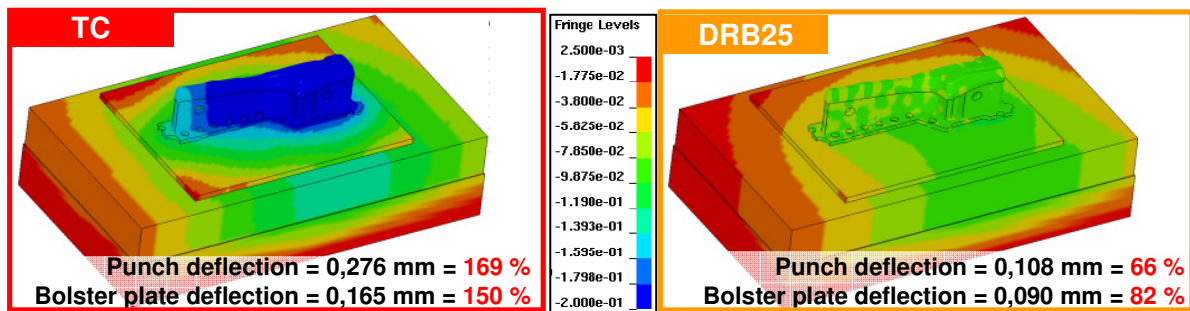 TC
Punch deflection = 0,276 mm = 169 %
Bolster plate deflection = 0,165 mm = 150 %
Fringe Levels
2.500e-03
-1.775e-02
-3.800e-02
-5.825e-02
-7.850e-02
-9.875e-02
-1.190e-01
-1.393e-01
-1.595e-01
-1.798e-01
-2.000e-01
DRB25
Punch deflection = 0,108 mm = 66 %
Bolster plate deflection = 0,090 mm = 82 %